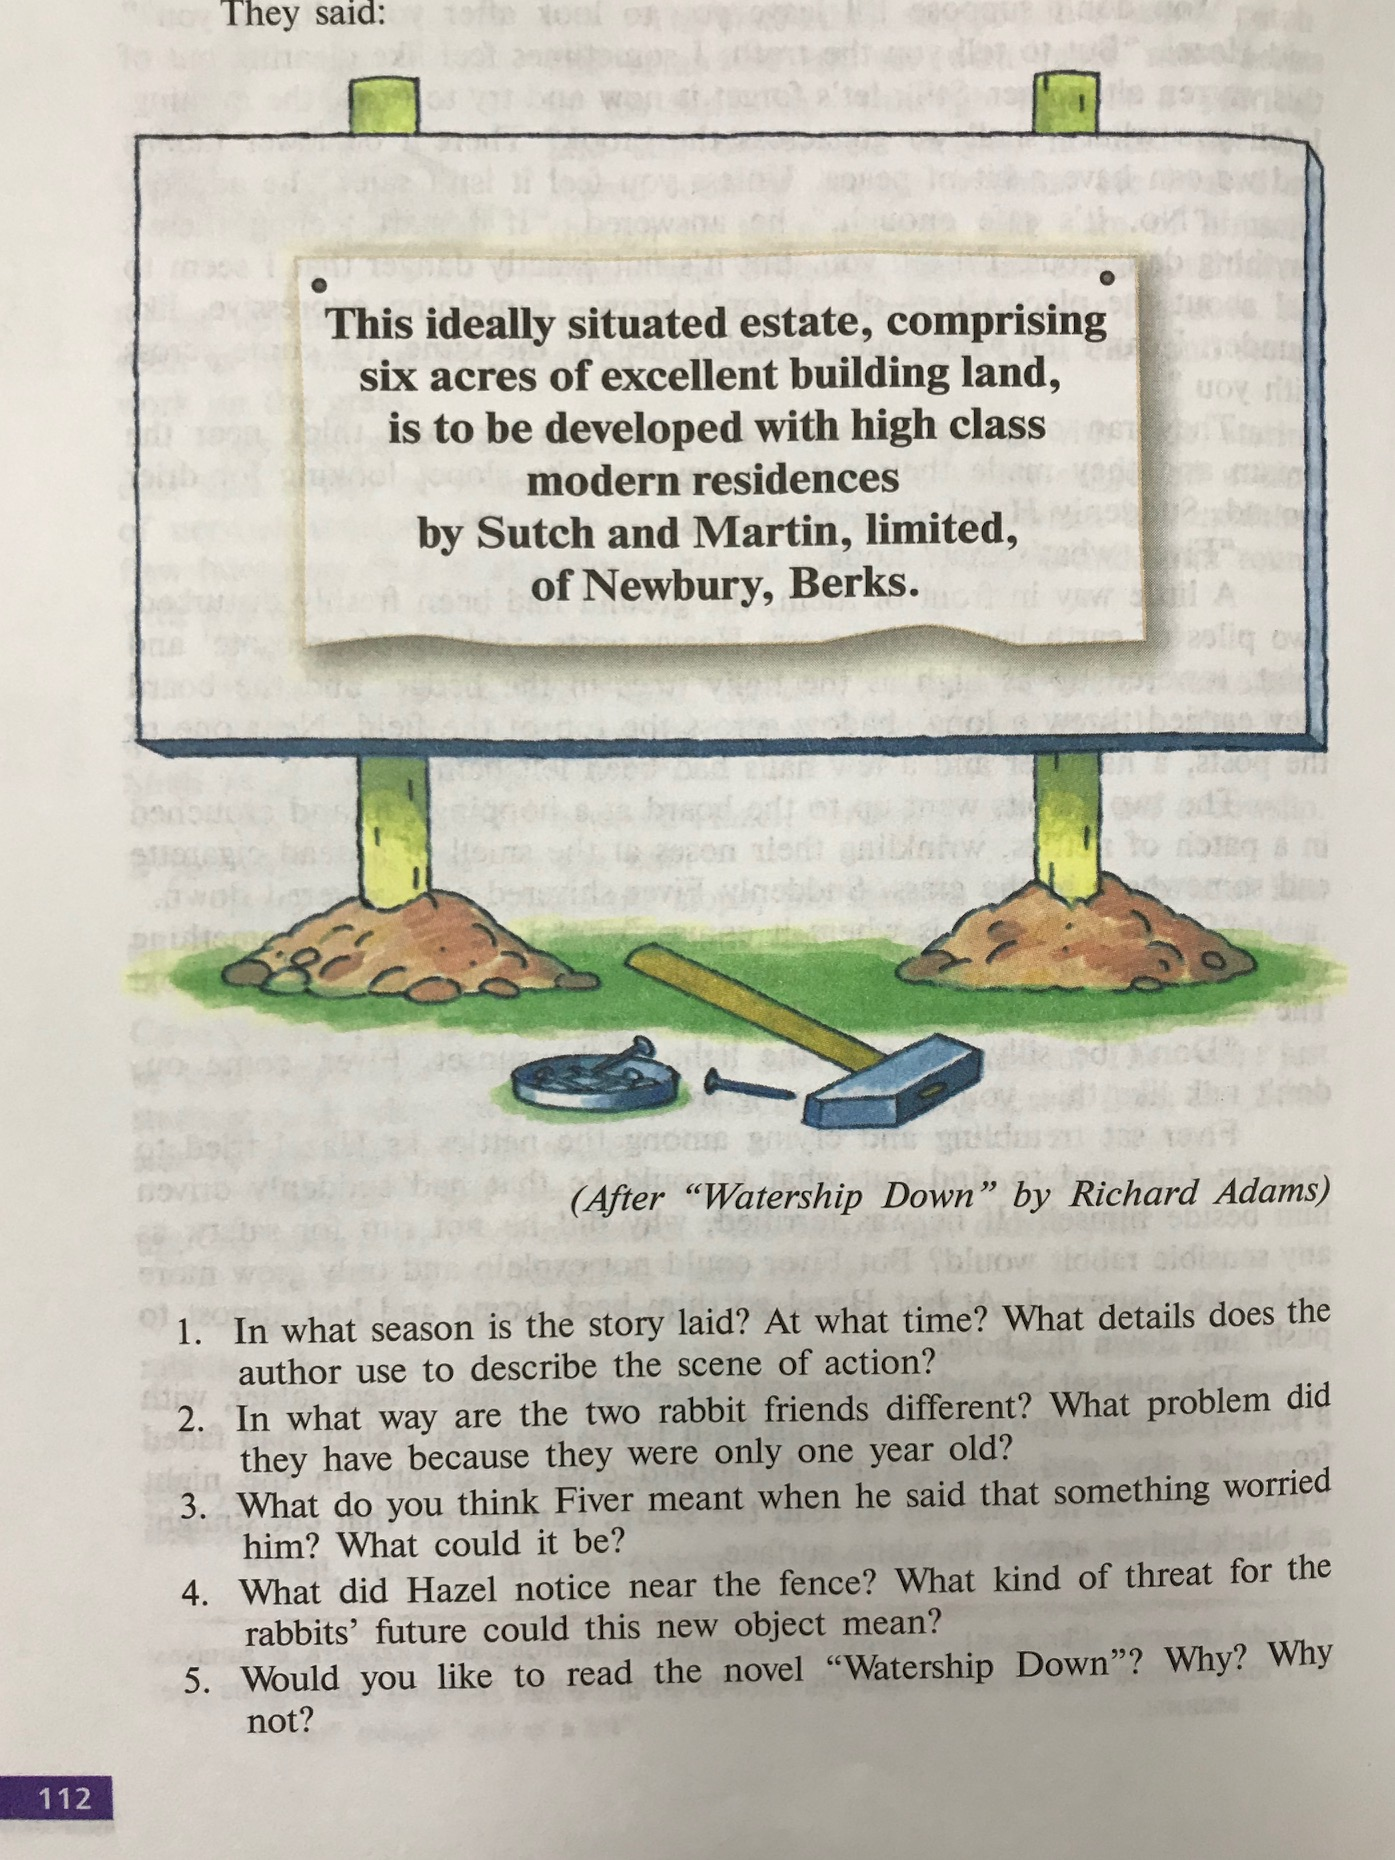 They said:
This ideally situated estate, comprising
six acres of excellent building land,
is to be developed with high class
modern residences
by Sutch and Martin, limited,
of Newbury, Berks.
(After “Watership Down” by Richard Adams)
1. In what season is the story laid? At what time? What details does the
author use to describe the scene of action?
2. In what way are the two rabbit friends different? What problem did
they have because they were only one year old?
3. What do you think Fiver meant when he said that something worried
him? What could it be?
4. What did Hazel notice near the fence? What kind of threat for the
rabbits’ future could this new object mean?
5. Would you like to read the novel “Watership Down”? Why? Why
not?
112